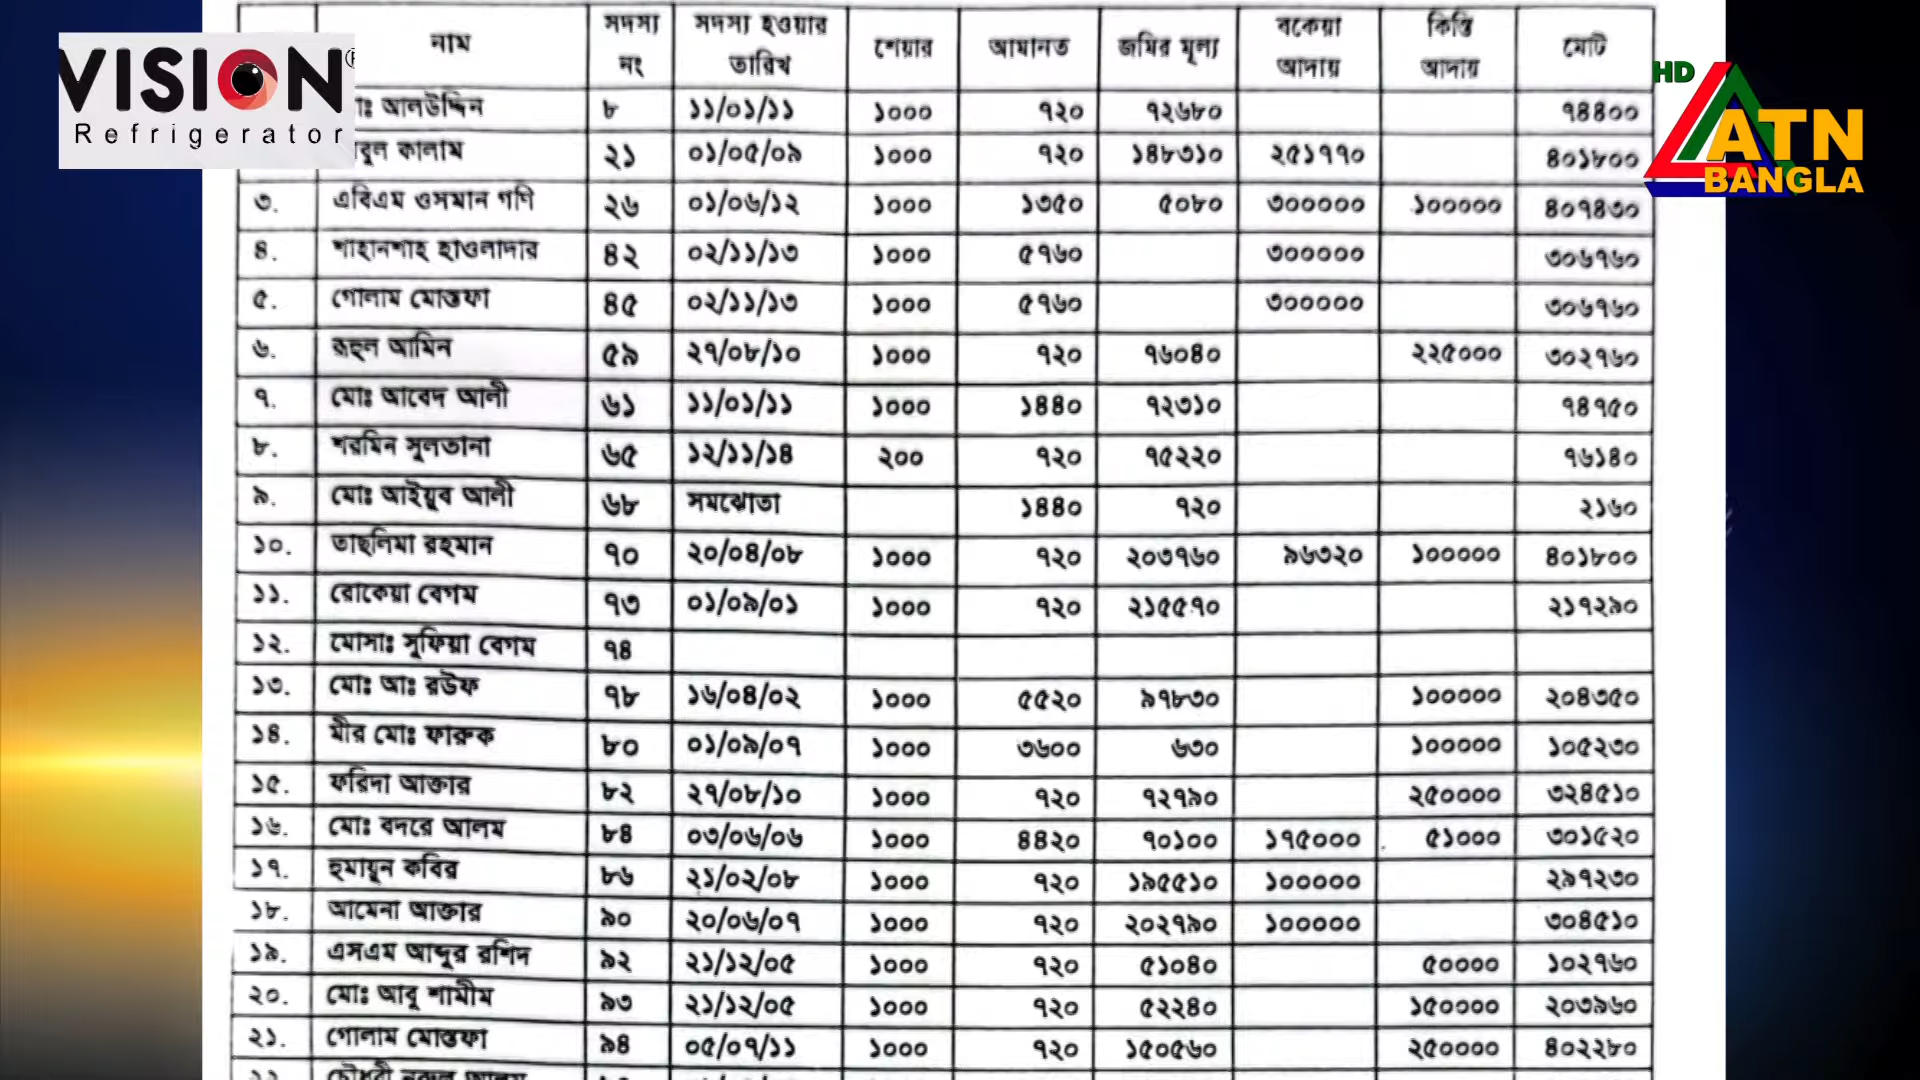 নাম সদস্য নং সদস্য হওয়ার তারিখ শেয়ার আমানত জমির মূল্য বকেয়া আদায় কিস্তি আদায় মোট
VISION
Refrigerator
HD
ATN
BANGLA
আলউদ্দিন ৮ ১১/০১/১১ ১০০০ ৭২০ ৭২৬৮০ ৭৪৪০০
কালাম ২১ ০১/০৫/০৯ ১০০০ ৭২০ ১৪৮৩১০ ২৫১৭৭০ ৪০১৮০০
৩. এবিএম ওসমান গণি ২৬ ০১/০৬/১২ ১০০০ ১৩৫০ ৫০৮০ ৩০০০০০ ১০০০০০ ৪০৭৪৩০
৪. শাহানশাহ হাওলাদার ৪২ ০২/১১/১৩ ১০০০ ৫৭৬০ ৩০০০০০ ৩০৬৭৬০
৫. গোলাম মোস্তফা ৪৫ ০২/১১/১৩ ১০০০ ৫৭৬০ ৩০০০০০ ৩০৬৭৬০
৬. রুহুল আমিন ৫৯ ২৭/০৮/১০ ১০০০ ৭২০ ৭৬০৪০ ২২৫০০০ ৩০২৭৬০
৭. মোঃ আবেদ আলী ৬১ ১১/০১/১১ ১০০০ ১৪৪০ ৭২৩১০ ৭৪৭৫০
৮. শরমিন সুলতানা ৬৫ ১২/১১/১৪ ২০০ ৭২০ ৭৫২২০ ৭৬১৪০
৯. মোঃ আইয়ুব আলী ৬৮ সমঝোতা ১৪৪০ ৭২০ ২১৬০
১০. তাছলিমা রহমান ৭০ ২০/০৪/০৮ ১০০০ ৭২০ ২০৩৭৬০ ৯৬৩২০ ১০০০০০ ৪০১৮০০
১১. রোকেয়া বেগম ৭৩ ০১/০৯/০১ ১০০০ ৭২০ ২১৫৫৭০ ২১৭২৯০
১২. মোসাঃ সুফিয়া বেগম ৭৪
১৩. মোঃ আঃ রউফ ৭৮ ১৬/০৪/০২ ১০০০ ৫৫২০ ৯৭৮৩০ ১০০০০০ ২০৪৩৫০
১৪. মীর মোঃ ফারুক ৮০ ০১/০৯/০৭ ১০০০ ৩৬০০ ৬৩০ ১০০০০০ ১০৫২৩০
১৫. ফরিদা আক্তার ৮২ ২৭/০৮/১০ ১০০০ ৭২০ ৭২৭৯০ ২৫০০০০ ৩২৪৫১০
১৬. মোঃ বদরে আলম ৮৪ ০৩/০৬/০৬ ১০০০ ৪৪২০ ৭০১০০ ১৭৫০০০ ৫১০০০ ৩০১৫২০
১৭. হুমায়ুন কবির ৮৬ ২১/০২/০৮ ১০০০ ৭২০ ১৯৫৫১০ ১০০০০০ ২৯৭২৩০
১৮. আমেনা আক্তার ৯০ ২০/০৬/০৭ ১০০০ ৭২০ ২০২৭৯০ ১০০০০০ ৩০৪৫১০
১৯. এসএম আব্দুর রশিদ ৯২ ২১/১২/০৫ ১০০০ ৭২০ ৫১০৪০ ৫০০০০ ১০২৭৬০
২০. মোঃ আবু শামীম ৯৩ ২১/১২/০৫ ১০০০ ৭২০ ৫২২৪০ ১৫০০০০ ২০৩৯৬০
২১. গোলাম মোস্তফা ৯৪ ০৫/০৭/১১ ১০০০ ৭২০ ১৫০৫৬০ ২৫০০০০ ৪০২২৮০